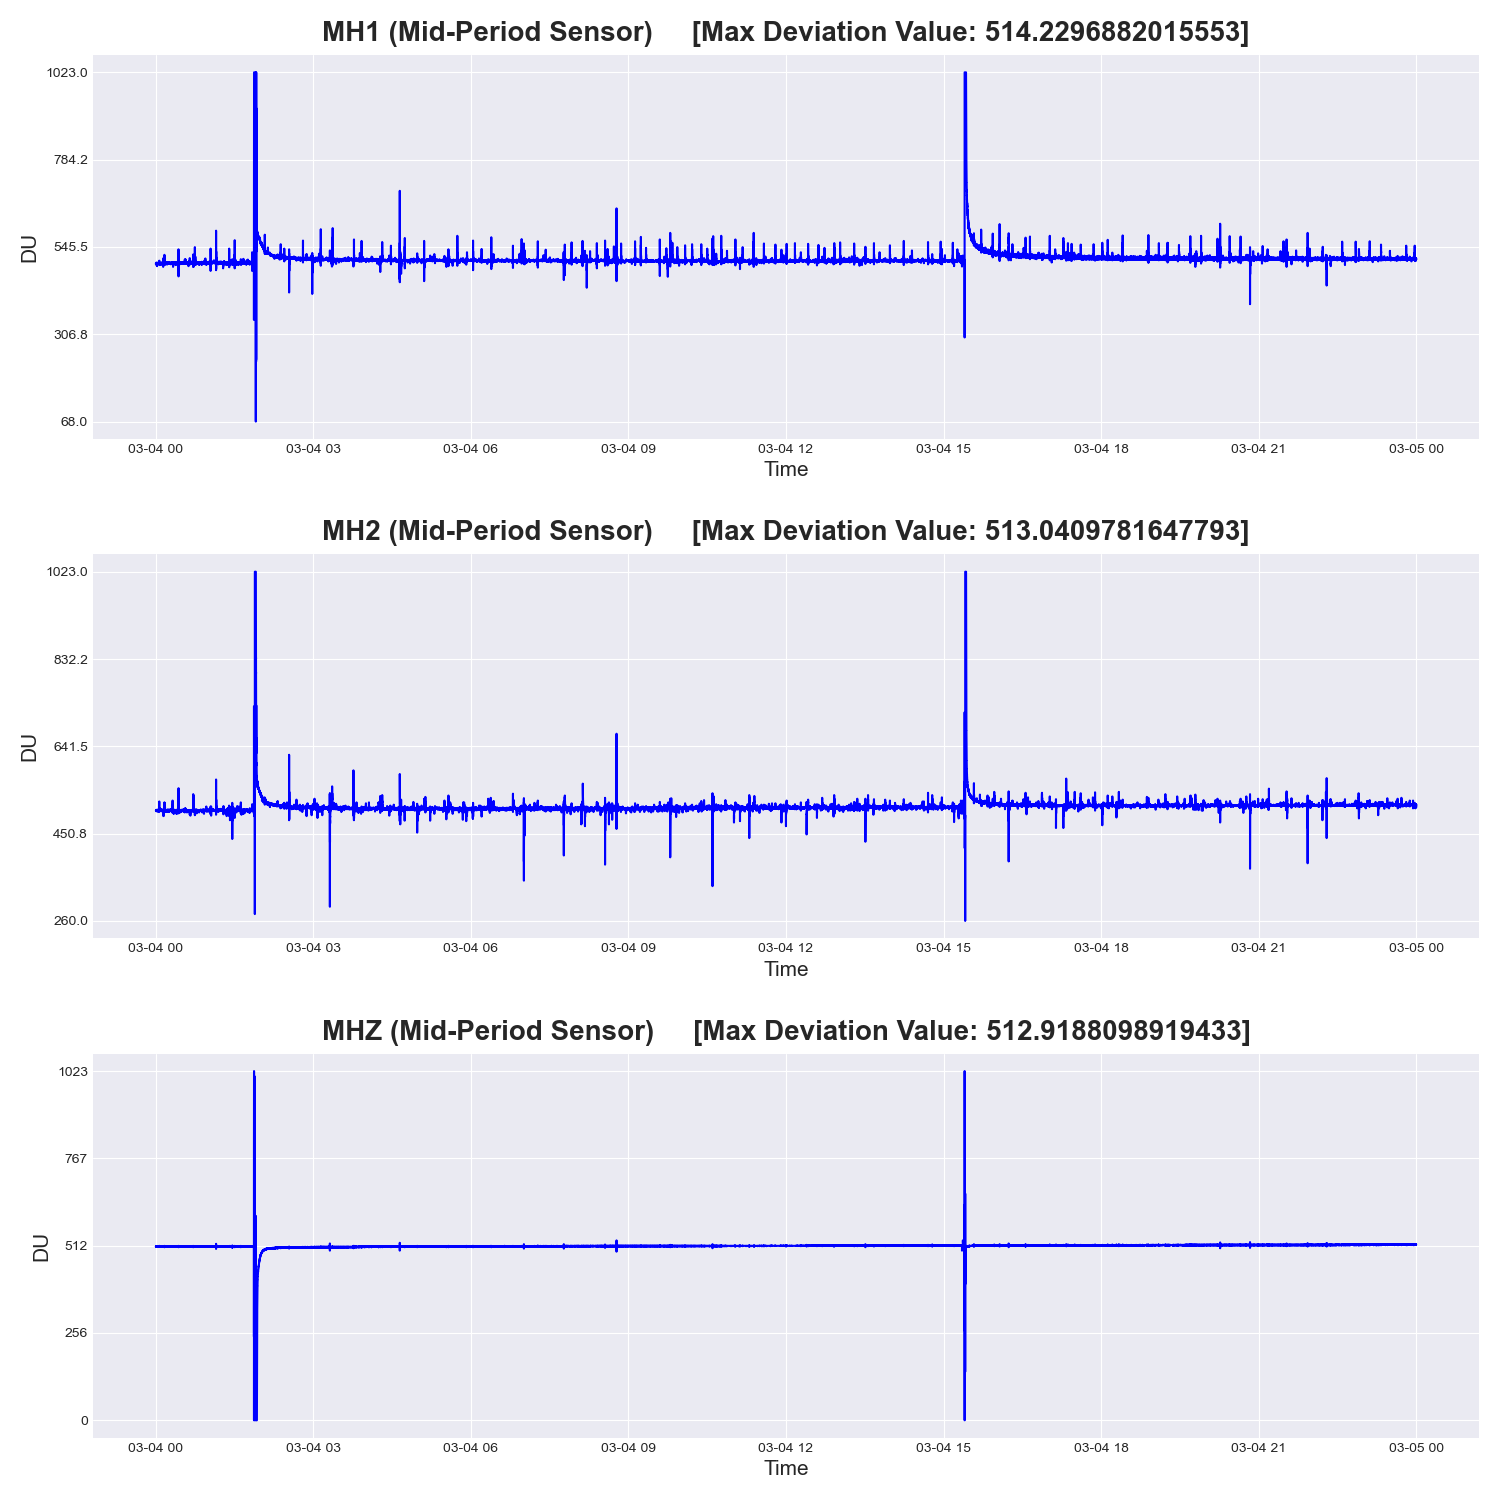 MH1 (Mid-Period Sensor) [Max Deviation Value: 514.2296882015553]
1023.0
784.2
545.5
306.8
68.0
DU
03-04 00 03-04 03 03-04 06 03-04 09 03-04 12 03-04 15 03-04 18 03-04 21 03-05 00
Time
MH2 (Mid-Period Sensor) [Max Deviation Value: 513.0409781647793]
1023.0
832.2
641.5
450.8
260.0
DU
03-04 00 03-04 03 03-04 06 03-04 09 03-04 12 03-04 15 03-04 18 03-04 21 03-05 00
Time
MHZ (Mid-Period Sensor) [Max Deviation Value: 512.9188098919433]
1023
767
512
256
0
DU
03-04 00 03-04 03 03-04 06 03-04 09 03-04 12 03-04 15 03-04 18 03-04 21 03-05 00
Time